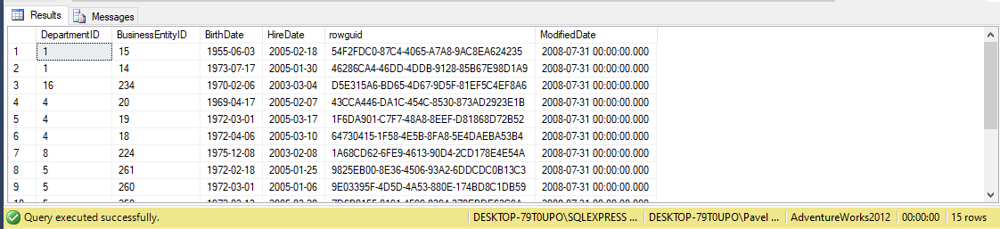 Results Messages
DepartmentID BusinessEntityID BirthDate HireDate rowguid ModifiedDate
1 1 15 1955-06-03 2005-02-18 54F2FDC0-87C4-4065-A7A8-9AC8EA624235 2008-07-31 00:00:00.000
2 1 14 1973-07-17 2005-01-30 46286CA4-46DD-4DDB-9128-85B67E98D1A9 2008-07-31 00:00:00.000
3 16 234 1970-02-06 2003-03-04 D5E315A6-BD65-4D67-9D5F-81EF5C4EF8A6 2008-07-31 00:00:00.000
4 4 20 1969-04-17 2005-02-07 43CCA446-DA1C-454C-8530-873AD2923E1B 2008-07-31 00:00:00.000
5 4 19 1972-03-01 2005-03-17 1F6DA901-C7F7-48A8-8EEF-D81868D72B52 2008-07-31 00:00:00.000
6 4 18 1972-04-06 2005-03-10 64730415-1F58-4E5B-8FA8-5E4DAEBA53B4 2008-07-31 00:00:00.000
7 8 224 1975-12-08 2003-02-08 1A68CD62-6FE9-4613-90D4-2CD178E4E54A 2008-07-31 00:00:00.000
8 5 261 1972-02-18 2005-01-25 9825EB00-8E36-4506-93A2-6DDCDC0B13C3 2008-07-31 00:00:00.000
9 5 260 1972-03-01 2005-01-06 9E03395F-4D5D-4A53-880E-174BD8C1DB59 2008-07-31 00:00:00.000
Query executed successfully. DESKTOP-79T0UPO\SQLEXPRESS ... DESKTOP-79T0UPO\Pavel ... AdventureWorks2012 00:00:00 15 rows